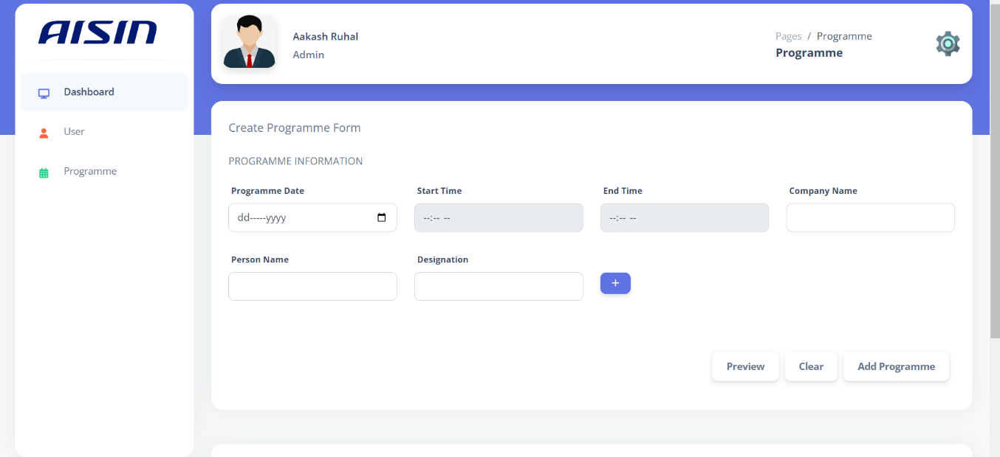 AISIN
Dashboard
User
Programme
Aakash Ruhal
Admin
Pages / Programme
Programme
Create Programme Form
PROGRAMME INFORMATION
Programme Date
Start Time
End Time
Company Name
dd-----yyyy
--:-- --
--:-- --
Person Name
Designation
+
Preview
Clear
Add Programme